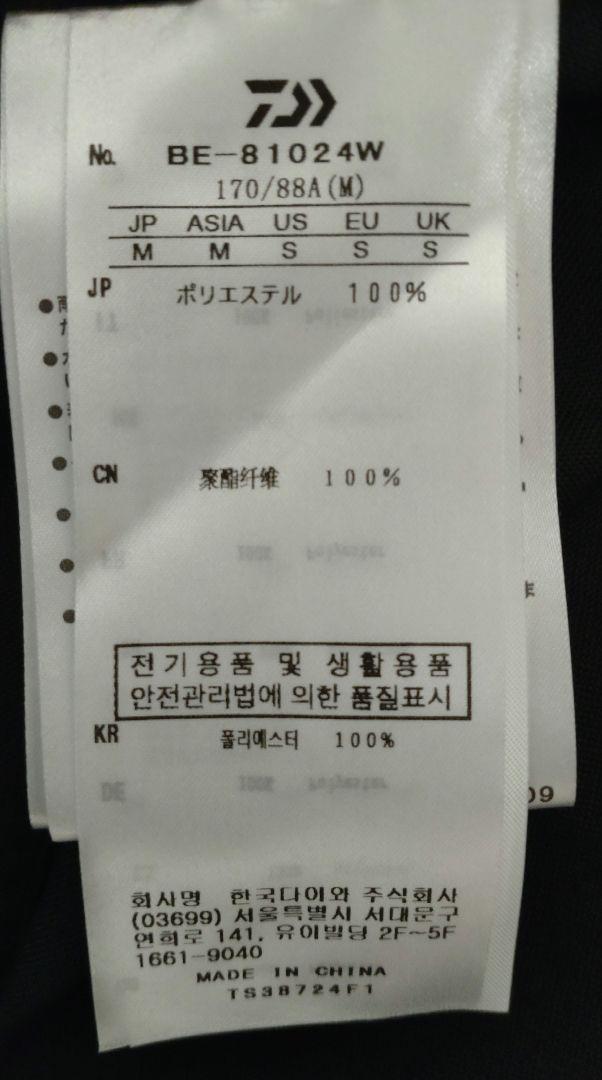 No. BE-81024W
170/88A(M)
JP ASIA US EU UK
M M S S S
JP ポリエステル 100%
CN 聚酯纤维 100%
전기용품 및 생활용품
안전관리법에 의한 품질표시
KR 폴리에스터 100%
회사명 한국다이와 주식회사
(03699) 서울특별시 서대문구
연희로 141, 유이빌딩 2F~5F
1661-9040
MADE IN CHINA
TS38724F1
09